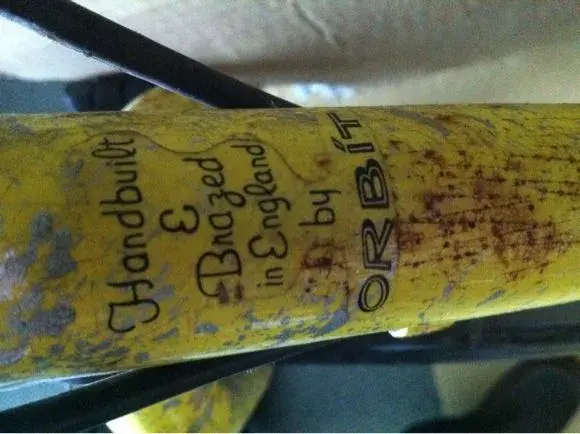 Handbuilt
&
Brazed
in England
by
ORBiT